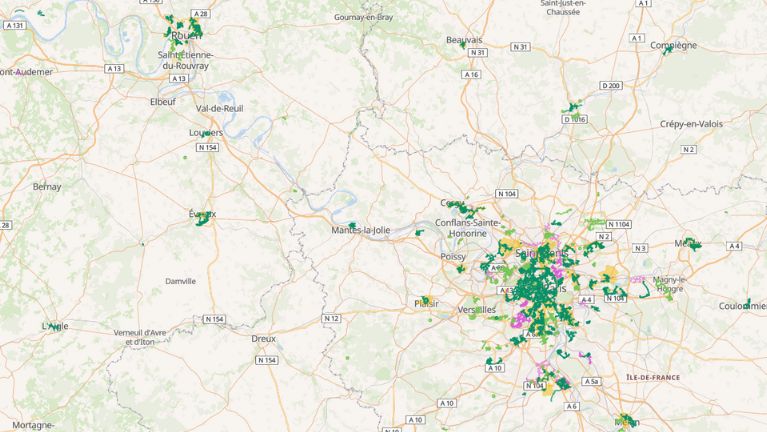 A 131
A 150
A 28
Gournay-en-Bray
Saint-Just-en-
Chaussée
A 1
Rouen
A 1
Beauvais
N 31
N 31
Compiègne
Saint-Étienne-
du-Rouvray
A 13
A 13
A 16
ont-Audemer
D 200
Elbeuf
Val-de-Reuil
D 1016
Crépy-en-Valois
Louviers
N 154
N 2
Bernay
N 104
Évreux
28
Mantes-la-Jolie
Conflans-Sainte-
Honorine
N 1104
N 2
N 3
Meaux
A 4
Poissy
Damville
Magny-le-
Hongre
N 104
A 4
Plaisir
Versailles
Coulommiers
N 154
N 12
L'Aigle
Verneuil d'Avre
et d'Iton
Dreux
N 154
A 10
ÎLE-DE-FRANCE
A 5a
N 104
A 10
A 6
A 10
Melun
Mortagne-